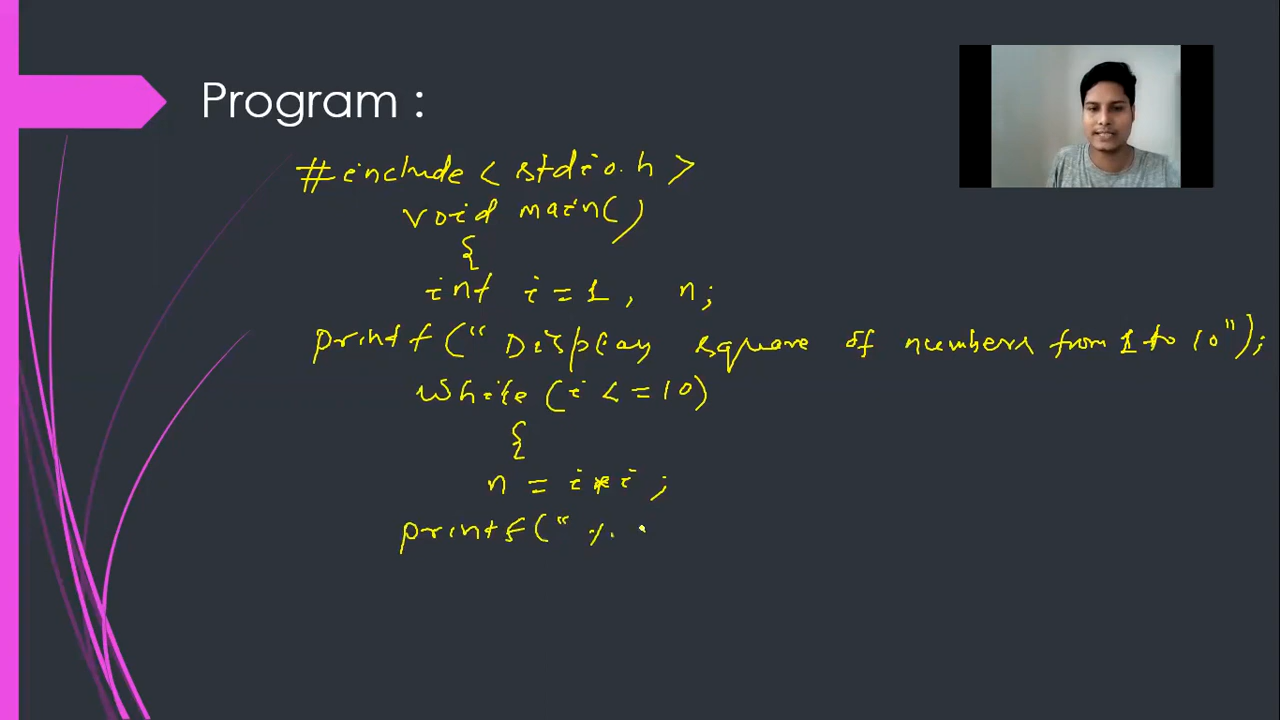 Program :
#include < stdio.h >
void main()
{
int i = 1 , n;
printf (“ Display square of numbers from 1 to 10”);
while (i < = 10)
{
n = i*i ;
printf (“ %